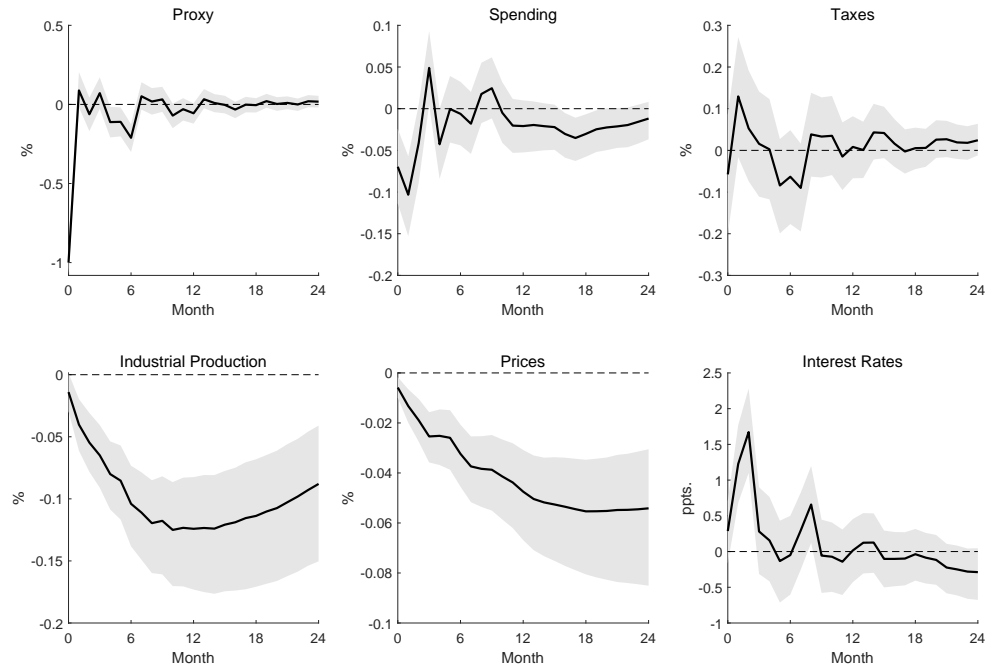 Proxy
Spending
Taxes
0.5
0
-0.5
-1
%
0 6 12 18 24
Month
0.1
0.05
0
-0.05
-0.1
-0.15
-0.2
%
0 6 12 18 24
Month
0.3
0.2
0.1
0
-0.1
-0.2
-0.3
%
0 6 12 18 24
Month
Industrial Production
Prices
Interest Rates
0
-0.05
-0.1
-0.15
-0.2
%
0 6 12 18 24
Month
0
-0.02
-0.04
-0.06
-0.08
-0.1
%
0 6 12 18 24
Month
2.5
2
1.5
1
0.5
0
-0.5
-1
ppts.
0 6 12 18 24
Month